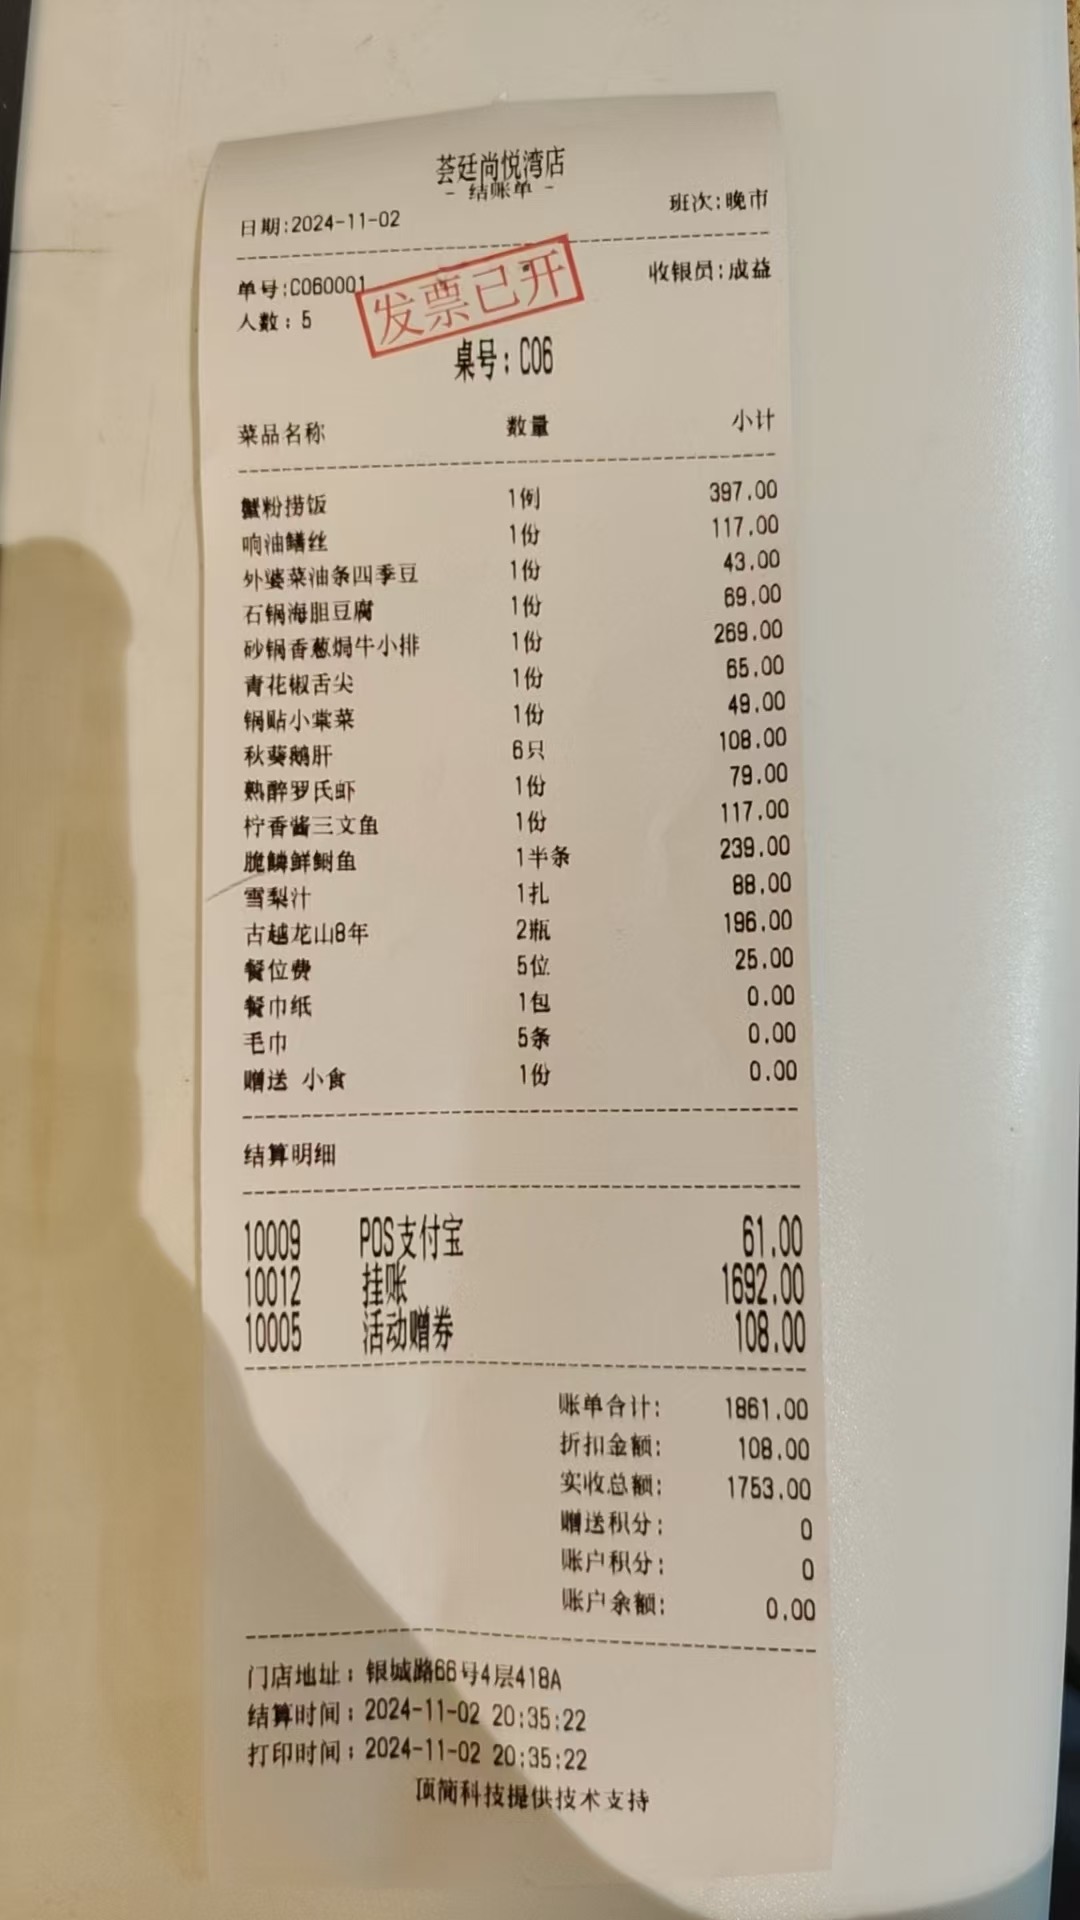 荟廷尚悦湾店
- 结账单 -
日期:2024-11-02 班次:晚市
单号:C060001 收银员:成益
发票已开
人数: 5
桌号: C06
菜品名称 数量 小计
蟹粉捞饭 1例 397.00
响油鳝丝 1份 117.00
外婆菜油条四季豆 1份 43.00
石锅海胆豆腐 1份 69.00
砂锅香葱焗牛小排 1份 269.00
青花椒舌尖 1份 65.00
锅贴小棠菜 1份 49.00
秋葵鹅肝 6只 108.00
熟醉罗氏虾 1份 79.00
柠香酱三文鱼 1份 117.00
脆鳞鲜鲥鱼 1半条 239.00
雪梨汁 1扎 88.00
古越龙山8年 2瓶 196.00
餐位费 5位 25.00
餐巾纸 1包 0.00
毛巾 5条 0.00
赠送 小食 1份 0.00
结算明细
10009 POS支付宝 61.00
10012 挂账 1692.00
10005 活动赠券 108.00
账单合计: 1861.00
折扣金额: 108.00
实收总额: 1753.00
赠送积分: 0
账户积分: 0
账户余额: 0.00
门店地址: 银城路66号4层418A
结算时间: 2024-11-02 20:35:22
打印时间: 2024-11-02 20:35:22
顶简科技提供技术支持